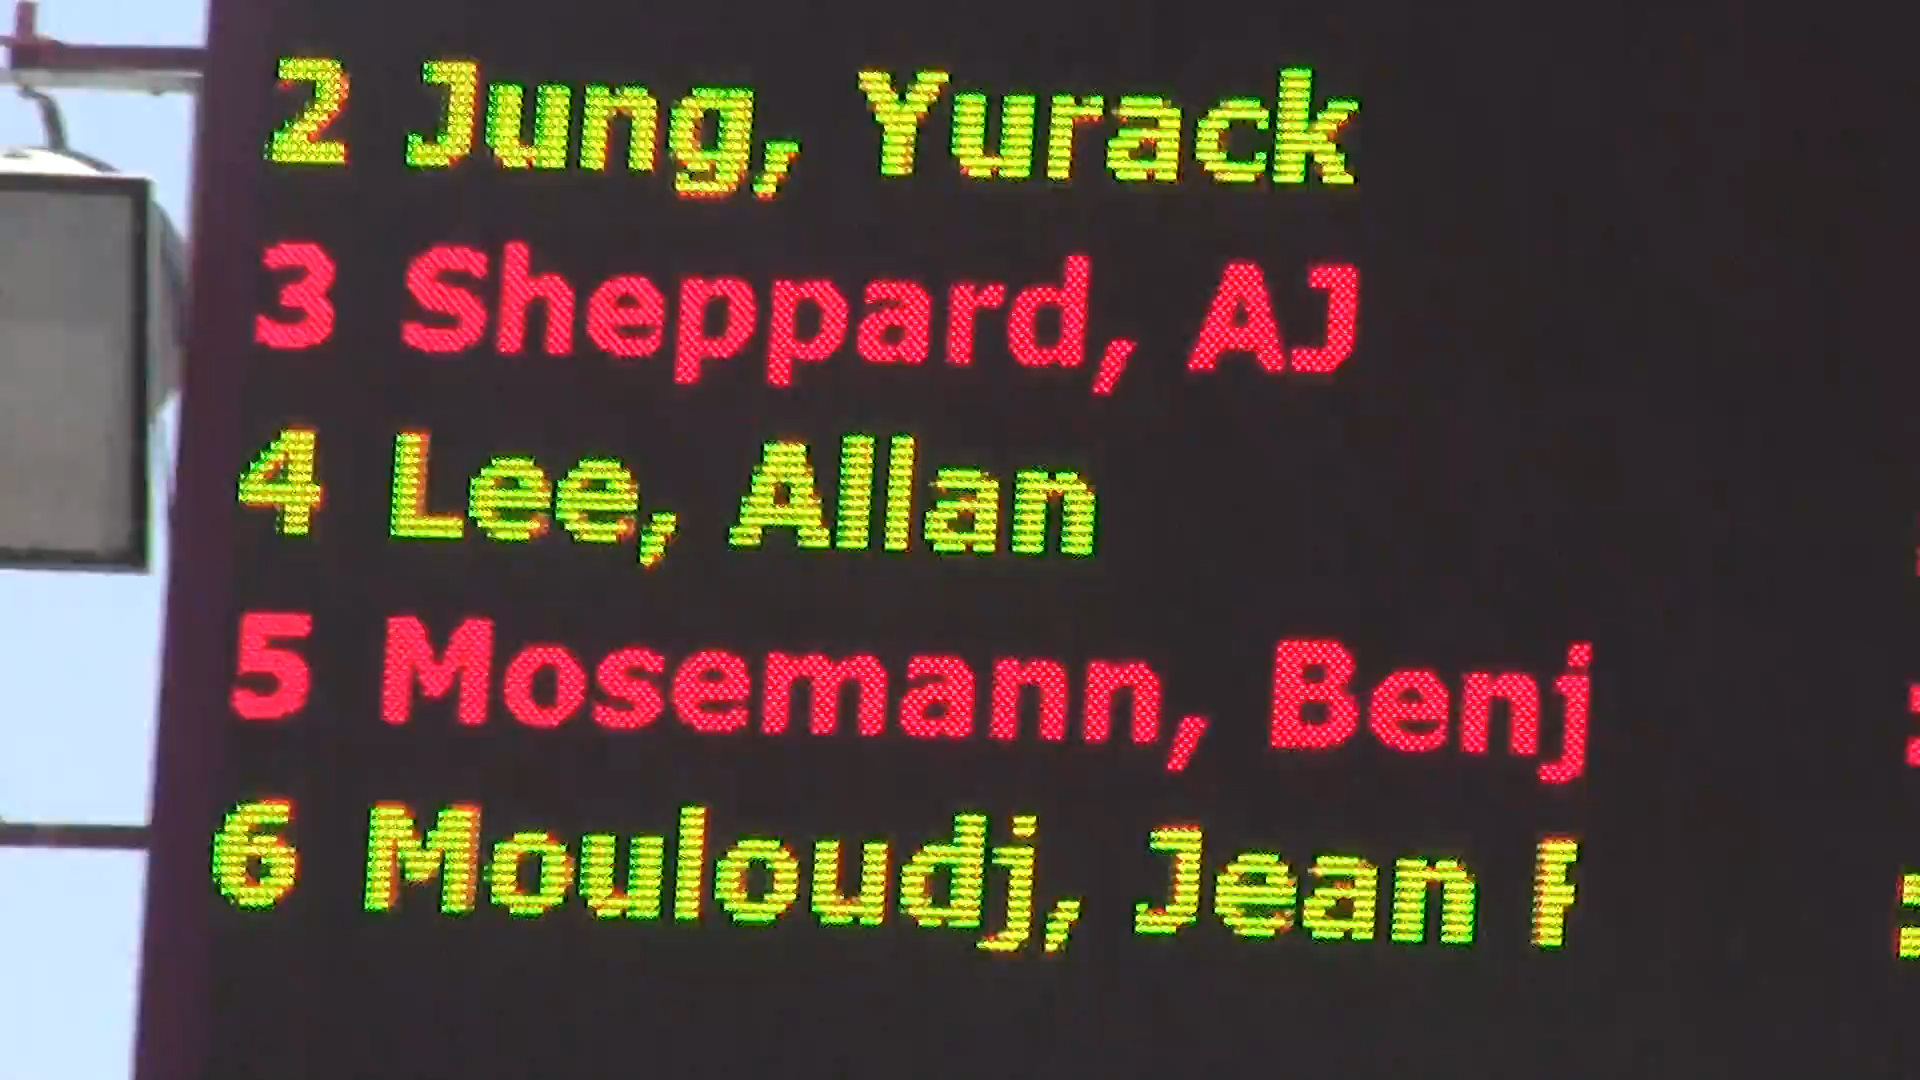 2 Jung, Yurack
3 Sheppard, AJ
4 Lee, Allan
5 Mosemann, Benj
6 Mouloudj, Jean